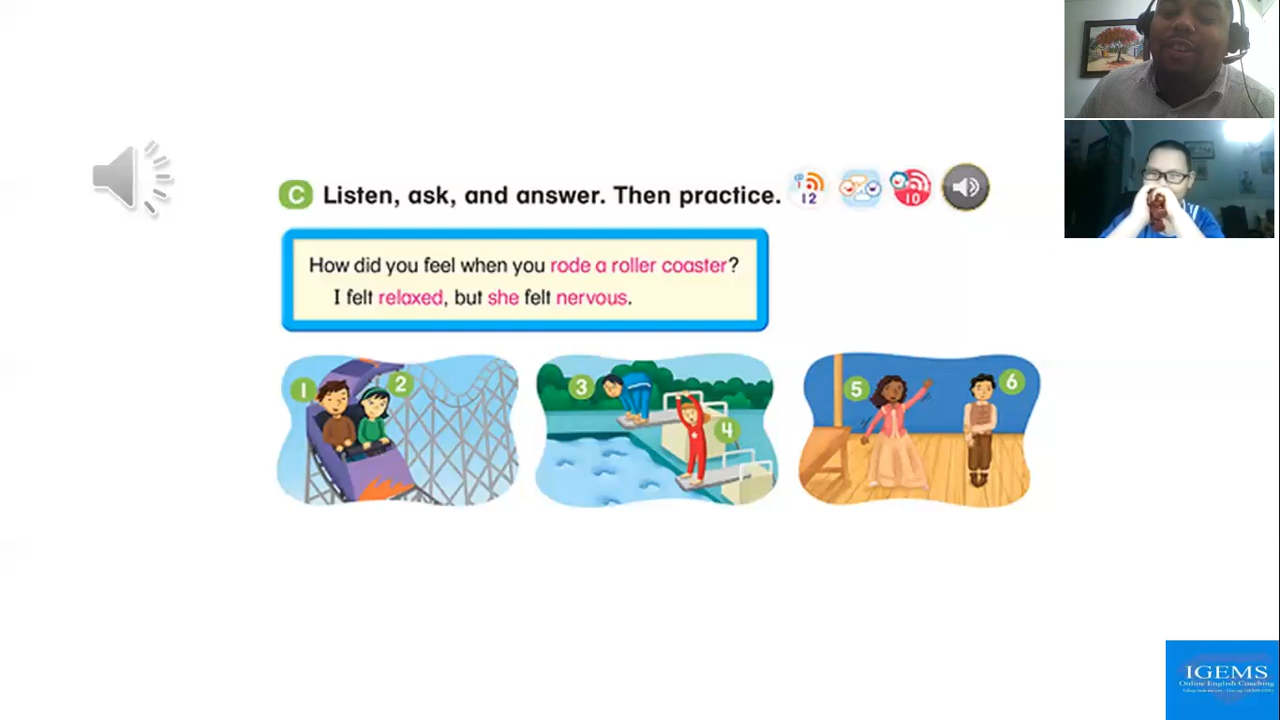 C Listen, ask, and answer. Then practice.
12
10
How did you feel when you rode a roller coaster?
I felt relaxed, but she felt nervous.
1
2
3
4
5
6
IGEMS
Online English Coaching